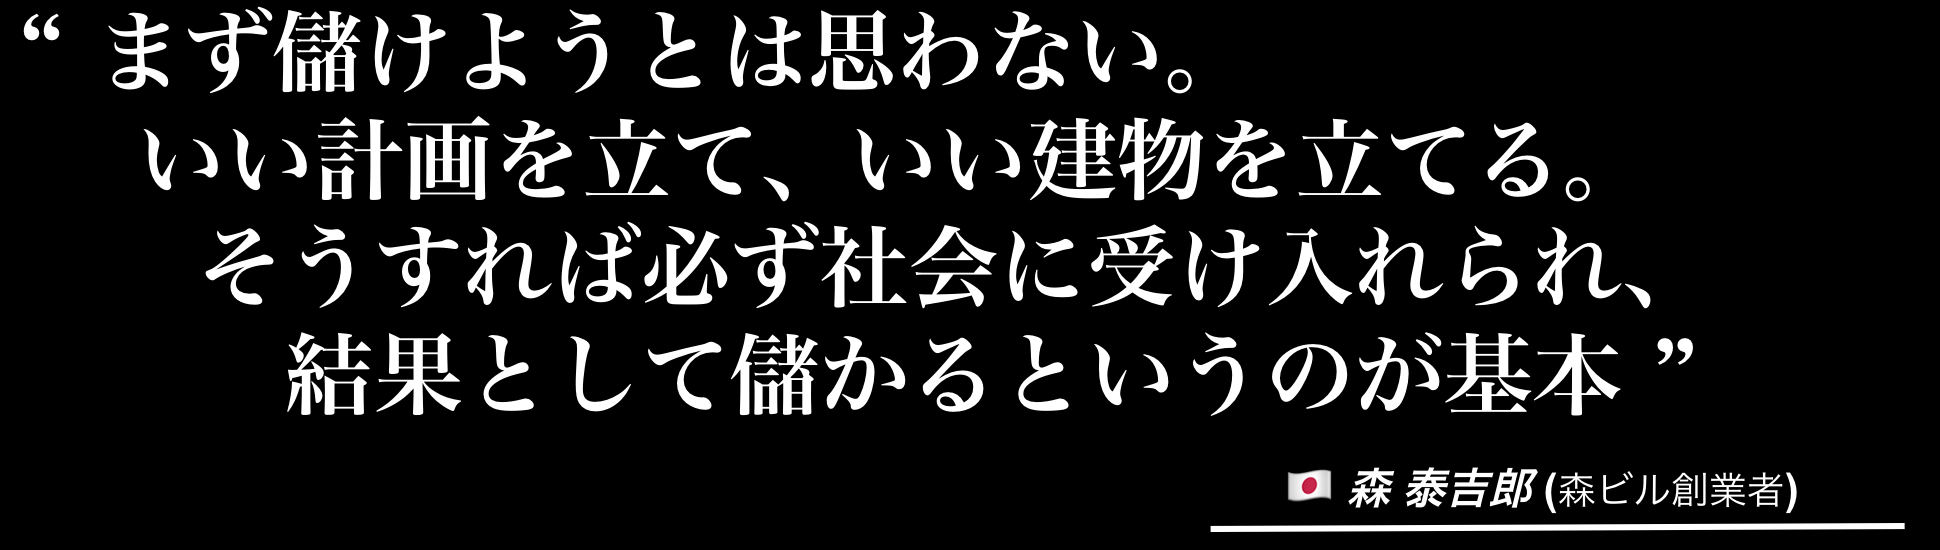 “ まず儲けようとは思わない。
いい計画を立て、いい建物を立てる。
そうすれば必ず社会に受け入れられ、
結果として儲かるというのが基本 ”
🇯🇵 森 泰吉郎 (森ビル創業者)